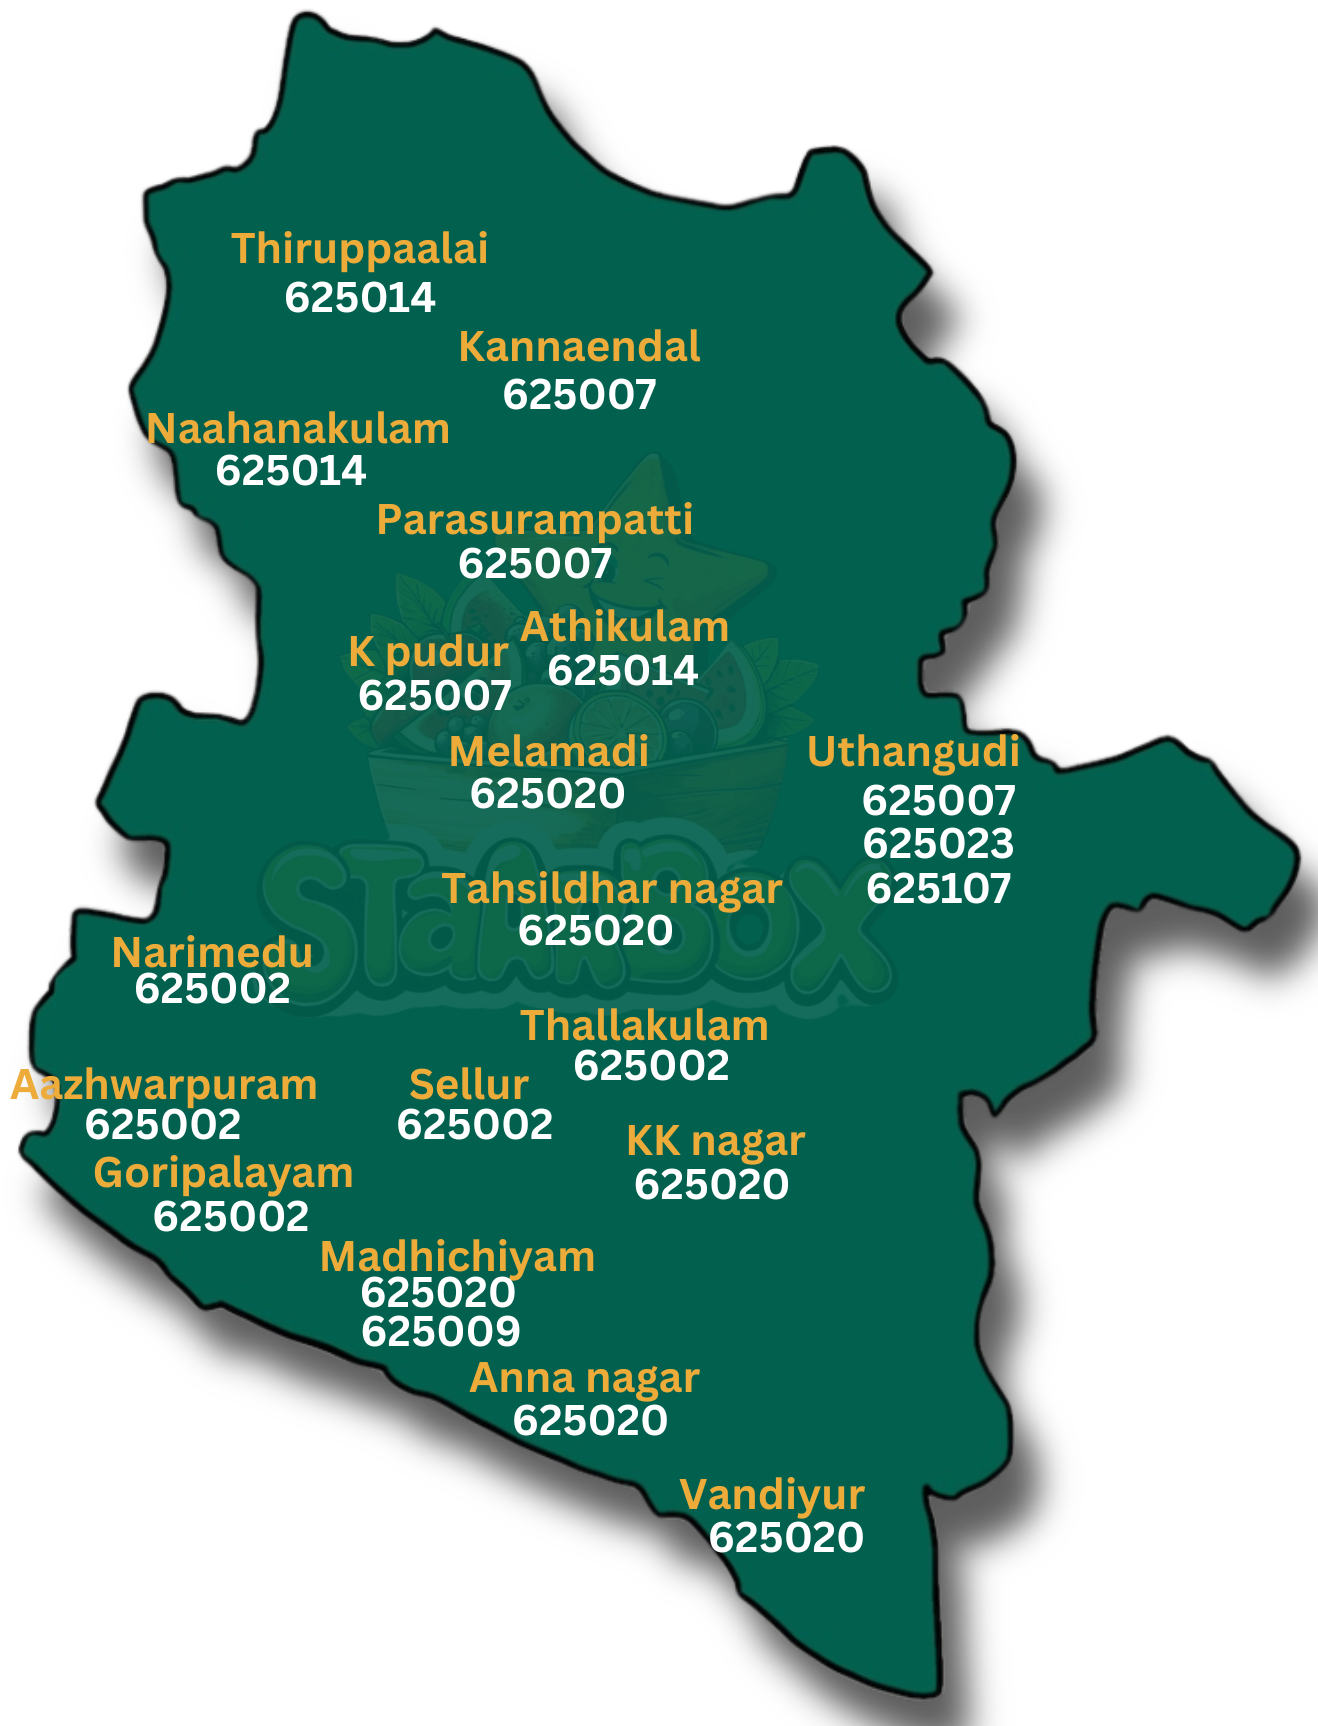 Thiruppaalai
625014
Kannaendal
625007
Naahanakulam
625014
Parasurampatti
625007
Athikulam
625014
K pudur
625007
Melamadi
625020
Uthangudi
625007
625023
625107
Tahsildhar nagar
625020
Narimedu
625002
Thallakulam
625002
Aazhwarpuram
625002
Sellur
625002
KK nagar
625020
Goripalayam
625002
Madhichiyam
625020
625009
Anna nagar
625020
Vandiyur
625020